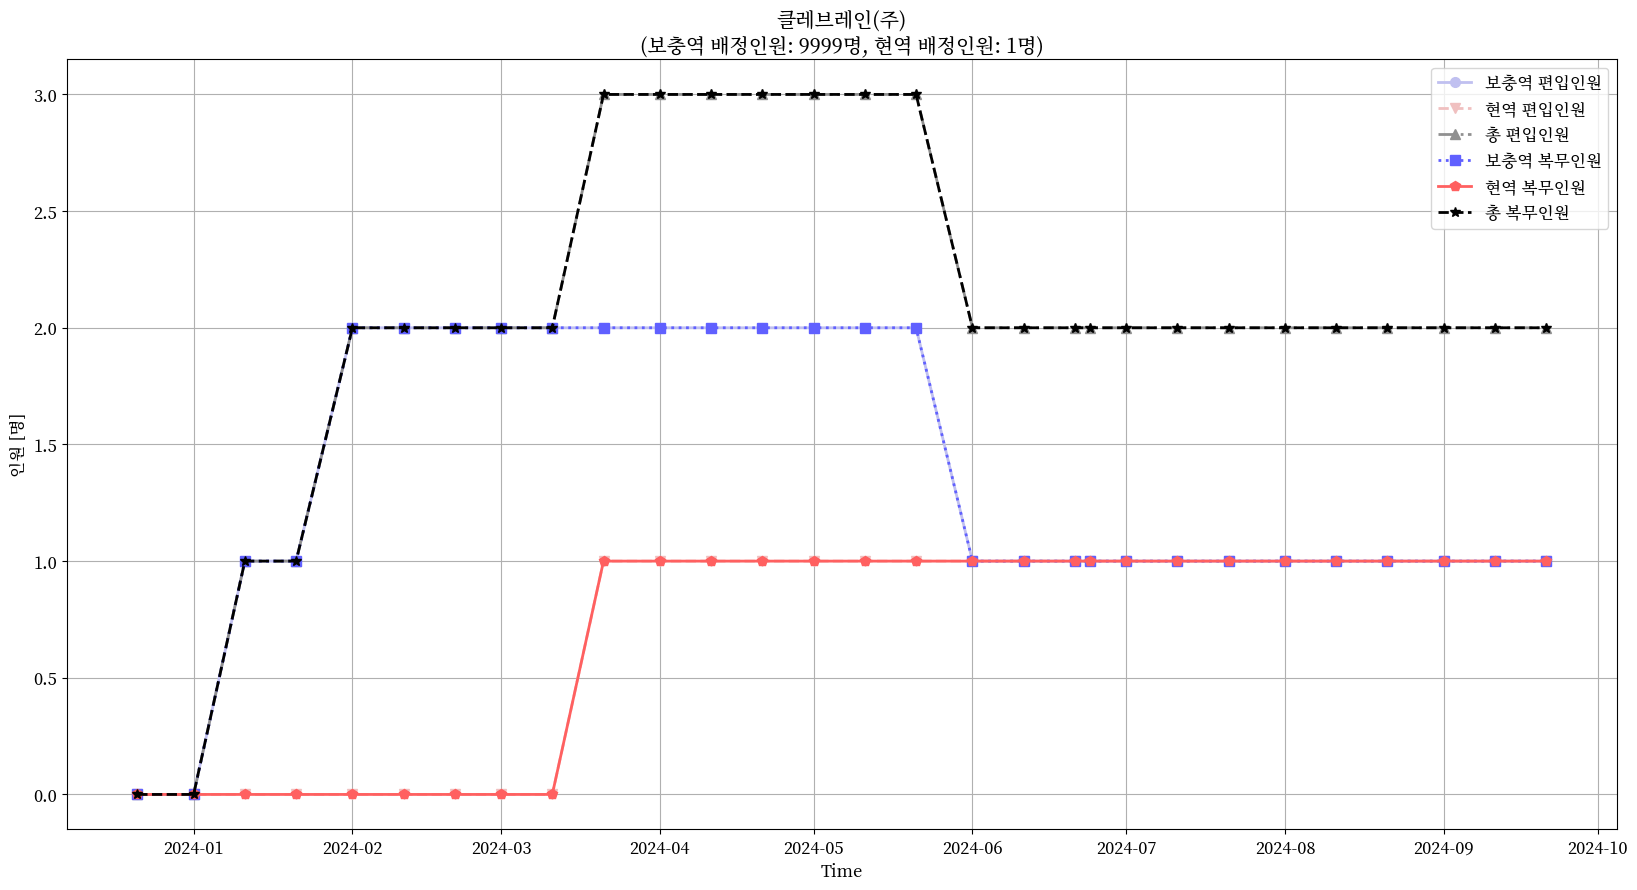 클레브레인(주)
(보충역 배정인원: 9999명, 현역 배정인원: 1명)
보충역 편입인원
현역 편입인원
총 편입인원
보충역 복무인원
현역 복무인원
총 복무인원
인원 [명]
3.0
2.5
2.0
1.5
1.0
0.5
0.0
2024-01
2024-02
2024-03
2024-04
2024-05
2024-06
2024-07
2024-08
2024-09
2024-10
Time